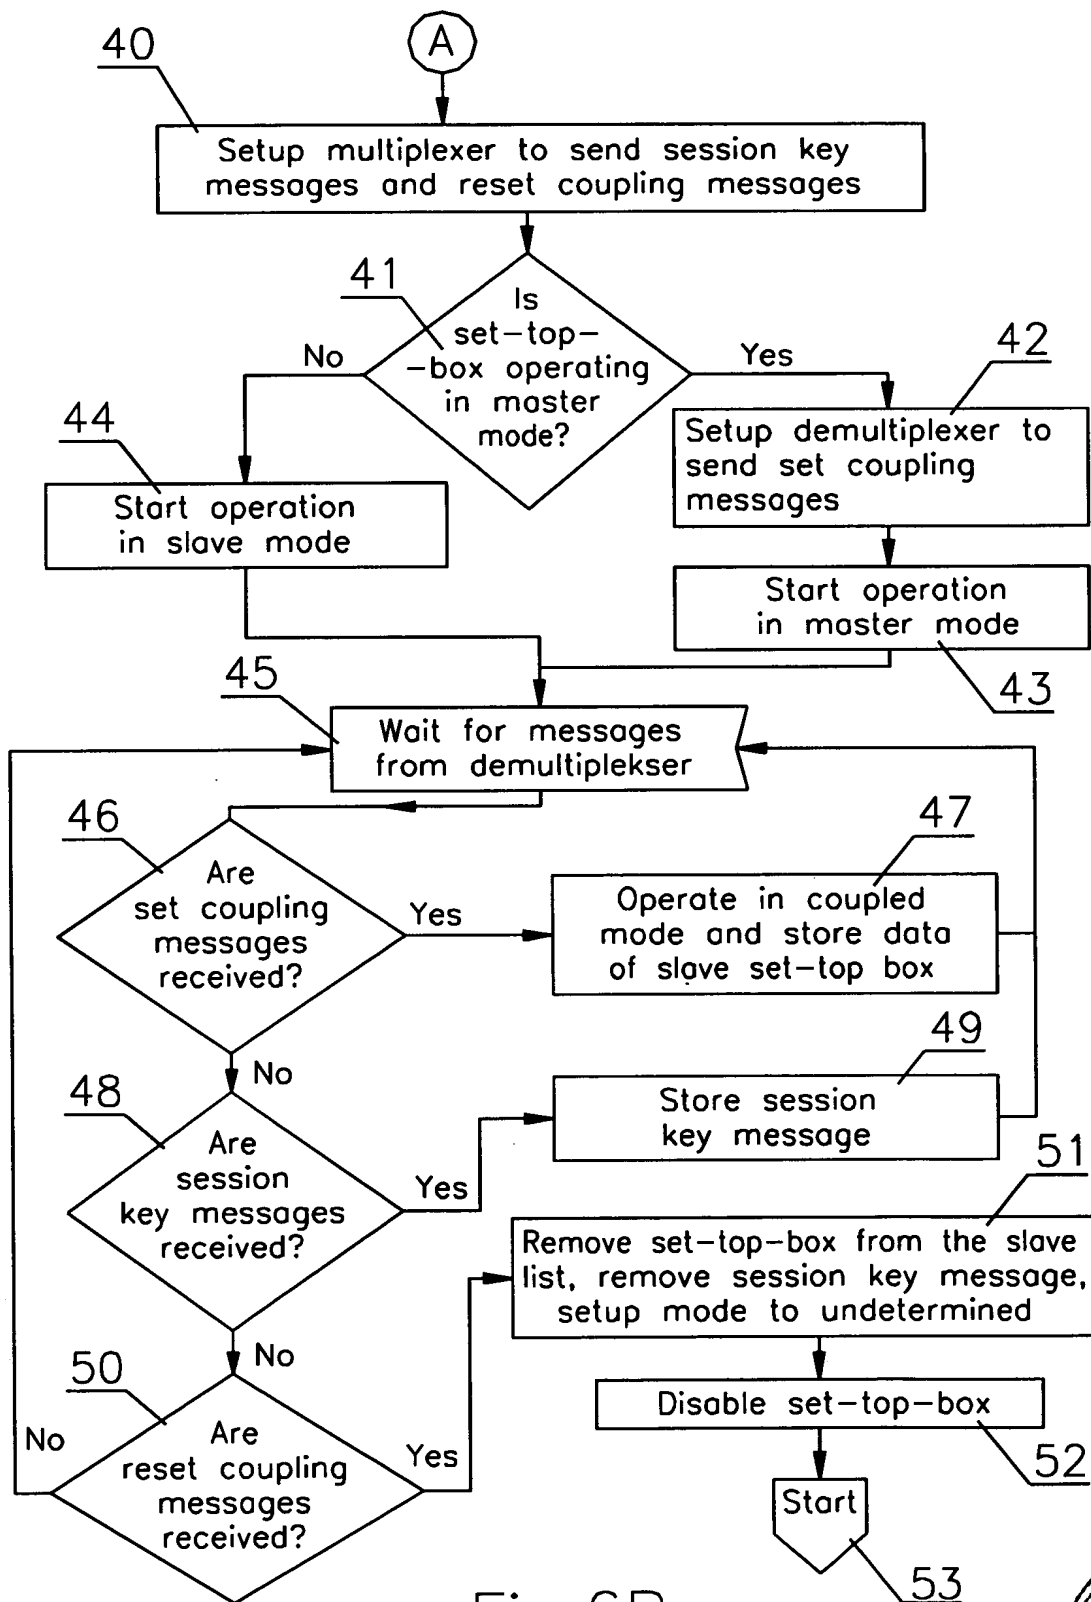 A
40
Setup multiplexer to send session key
messages and reset coupling messages
41
Is
set-top-
-box operating
in master
mode?
No
Yes
42
Setup demultiplexer to
send set coupling
messages
44
Start operation
in slave mode
Start operation
in master mode
43
45
Wait for messages
from demultiplekser
46
Are
set coupling
messages
received?
Yes
47
Operate in coupled
mode and store data
of slave set-top box
No
48
Are
session
key messages
received?
Yes
49
Store session
key message
51
Remove set-top-box from the slave
list, remove session key message,
setup mode to undetermined
No
50
Are
reset coupling
messages
received?
No
Yes
Disable set-top-box
52
Start
53
Fig.6B